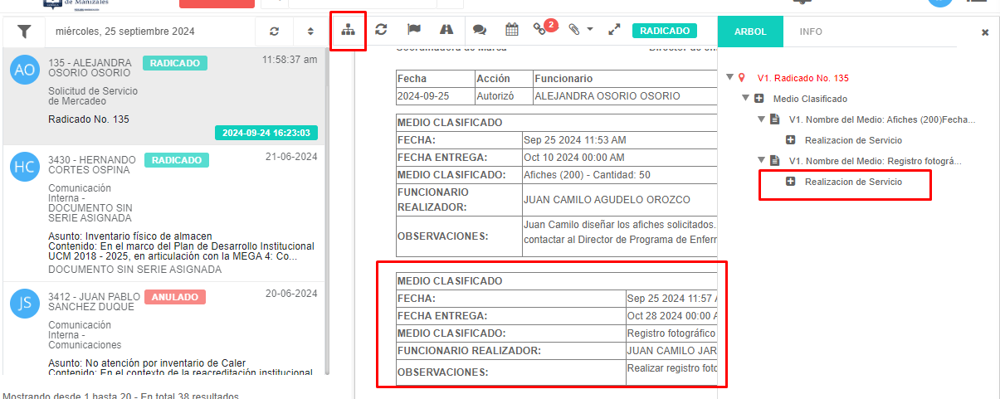 de Manizales
miércoles, 25 septiembre 2024
AO
135 - ALEJANDRA
OSORIO OSORIO
RADICADO
11:58:37 am
Solicitud de Servicio
de Mercadeo
Radicado No. 135
2024-09-24 16:23:03
HC
3430 - HERNANDO
CORTES OSPINA
RADICADO
21-06-2024
Comunicación
Interna -
DOCUMENTO SIN
SERIE ASIGNADA
Asunto: Inventario físico de almacen
Contenido: En el marco del Plan de Desarrollo Institucional
UCM 2018 - 2025, en articulación con la MEGA 4: Co...
DOCUMENTO SIN SERIE ASIGNADA
JS
3412 - JUAN PABLO
SANCHEZ DUQUE
ANULADO
20-06-2024
Comunicación
Interna -
Comunicaciones
Asunto: No atención por inventario de Caler
Contenido: En el contexto de la reacreditación institucional
Mostrando desde 1 hasta 20 - En total 38 resultados
2
RADICADO
Coordinadora de Marca
Director de
Fecha Acción Funcionario
2024-09-25 Autorizó ALEJANDRA OSORIO OSORIO
MEDIO CLASIFICADO
FECHA: Sep 25 2024 11:53 AM
FECHA ENTREGA: Oct 10 2024 00:00 AM
MEDIO CLASIFICADO: Afiches (200) - Cantidad: 50
FUNCIONARIO
REALIZADOR:
JUAN CAMILO AGUDELO OROZCO
OBSERVACIONES:
Juan Camilo diseñar los afiches solicitados.
contactar al Director de Programa de Enferm
MEDIO CLASIFICADO
FECHA: Sep 25 2024 11:57
FECHA ENTREGA: Oct 28 2024 00:00
MEDIO CLASIFICADO: Registro fotográfico
FUNCIONARIO REALIZADOR: JUAN CAMILO JAR
OBSERVACIONES: Realizar registro foto
ARBOL
INFO
V1. Radicado No. 135
Medio Clasificado
V1. Nombre del Medio: Afiches (200)Fecha...
Realizacion de Servicio
V1. Nombre del Medio: Registro fotográ...
Realizacion de Servicio